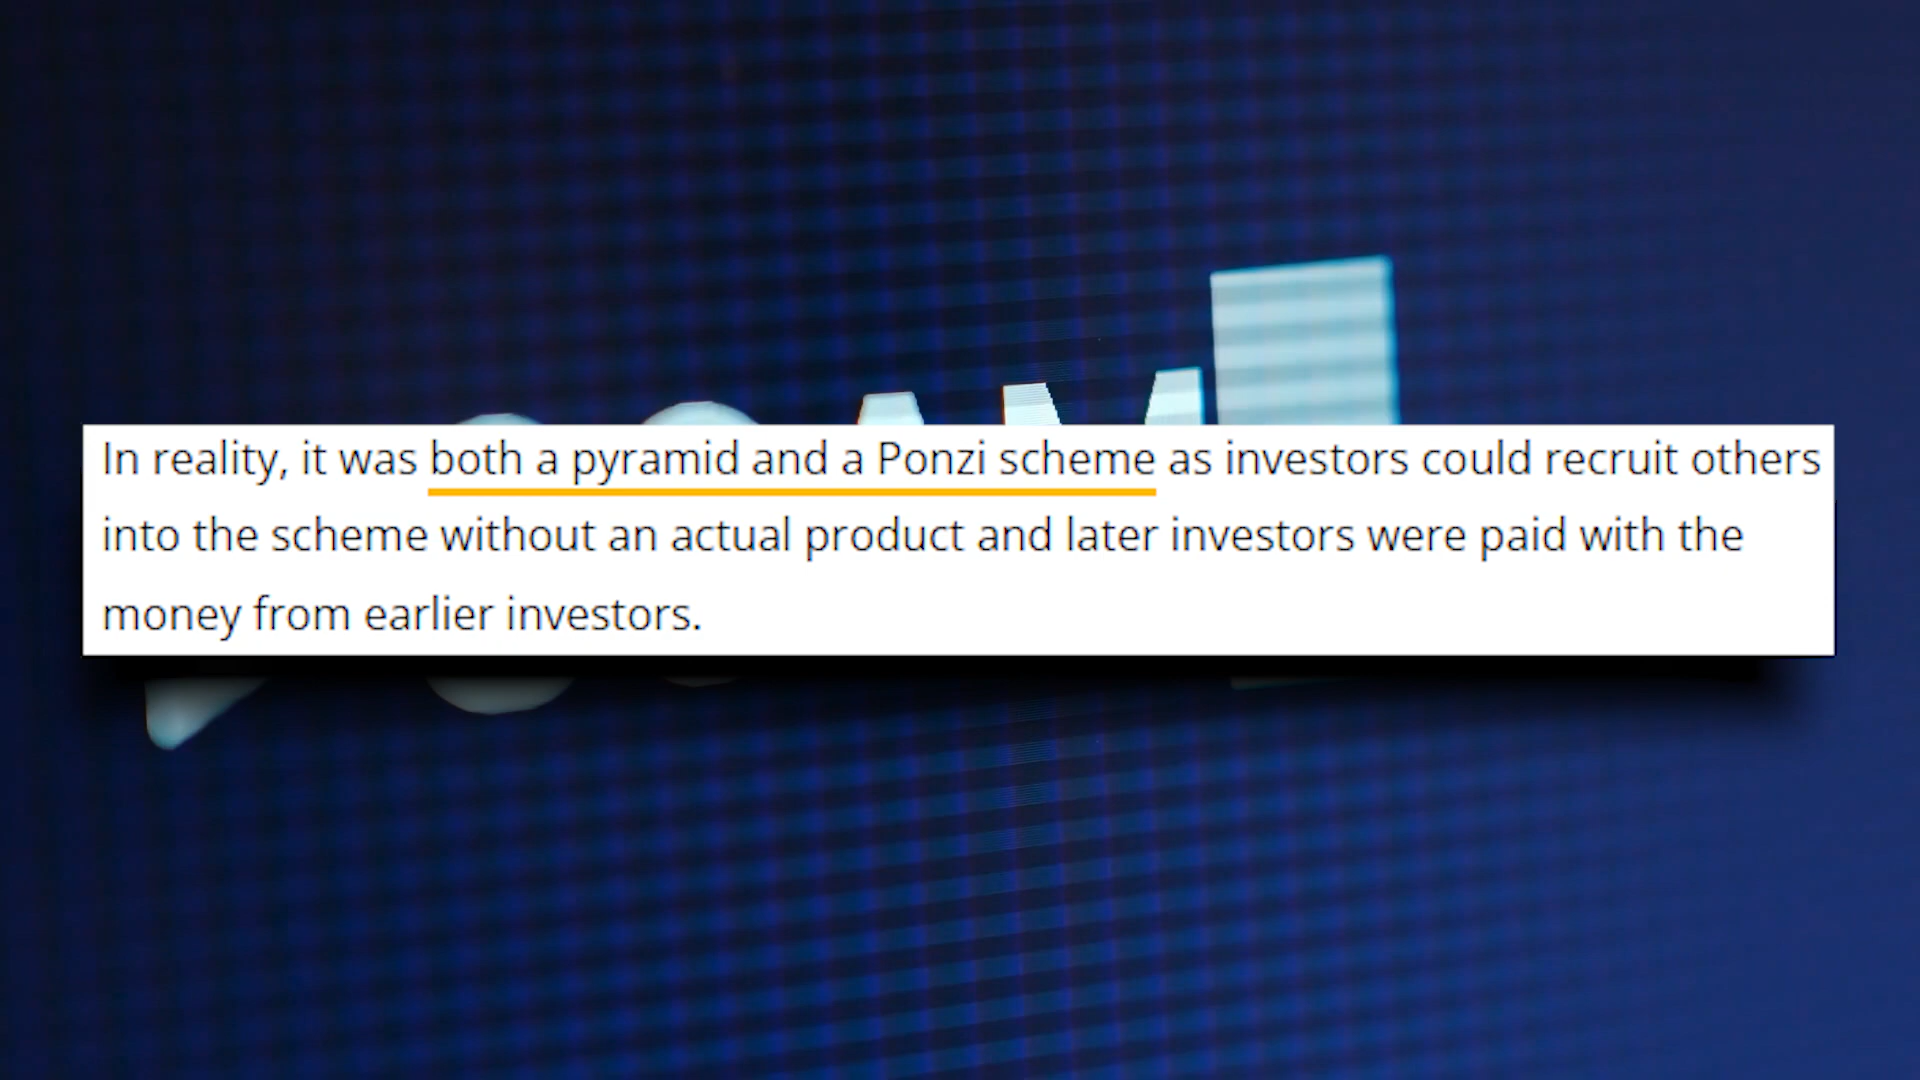 In reality, it was both a pyramid and a Ponzi scheme as investors could recruit others
into the scheme without an actual product and later investors were paid with the
money from earlier investors.